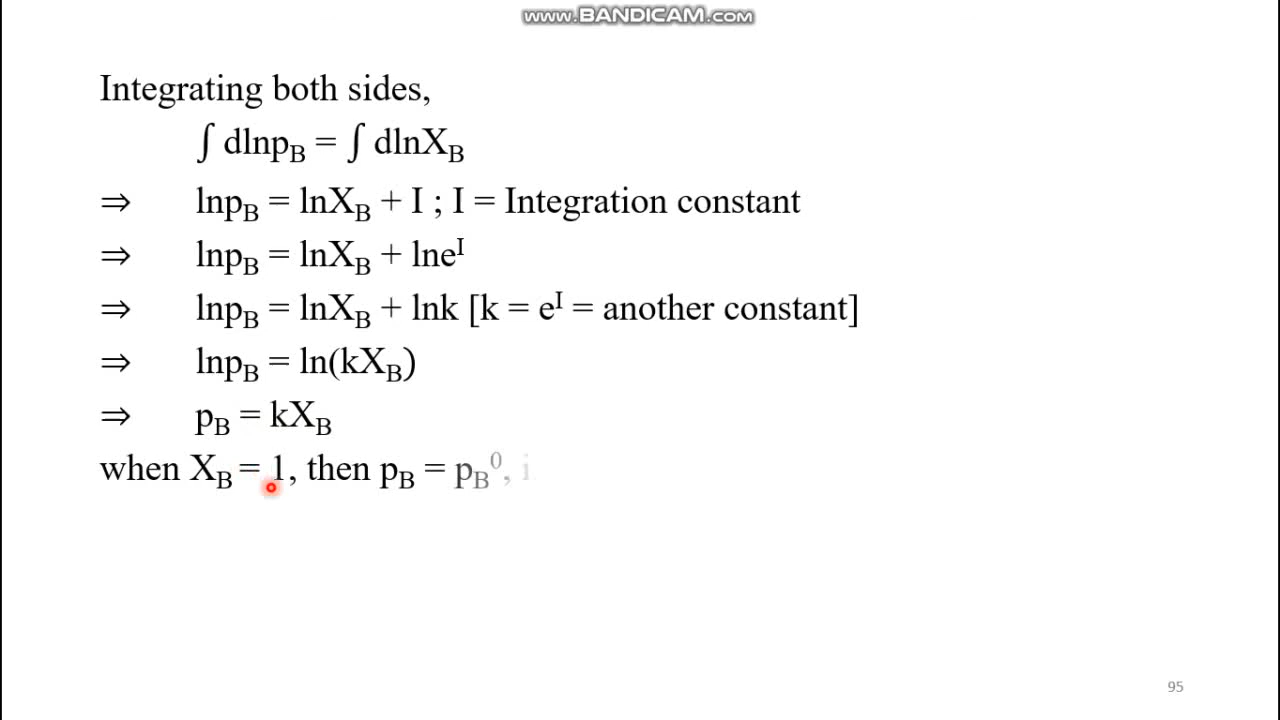 www.BANDICAM.com
Integrating both sides,
∫ dlnp_B = ∫ dlnX_B
⇒ lnp_B = lnX_B + I ; I = Integration constant
⇒ lnp_B = lnX_B + lne^I
⇒ lnp_B = lnX_B + lnk [k = e^I = another constant]
⇒ lnp_B = ln(kX_B)
⇒ p_B = kX_B
when X_B = 1, then p_B = p_B^0, i
95